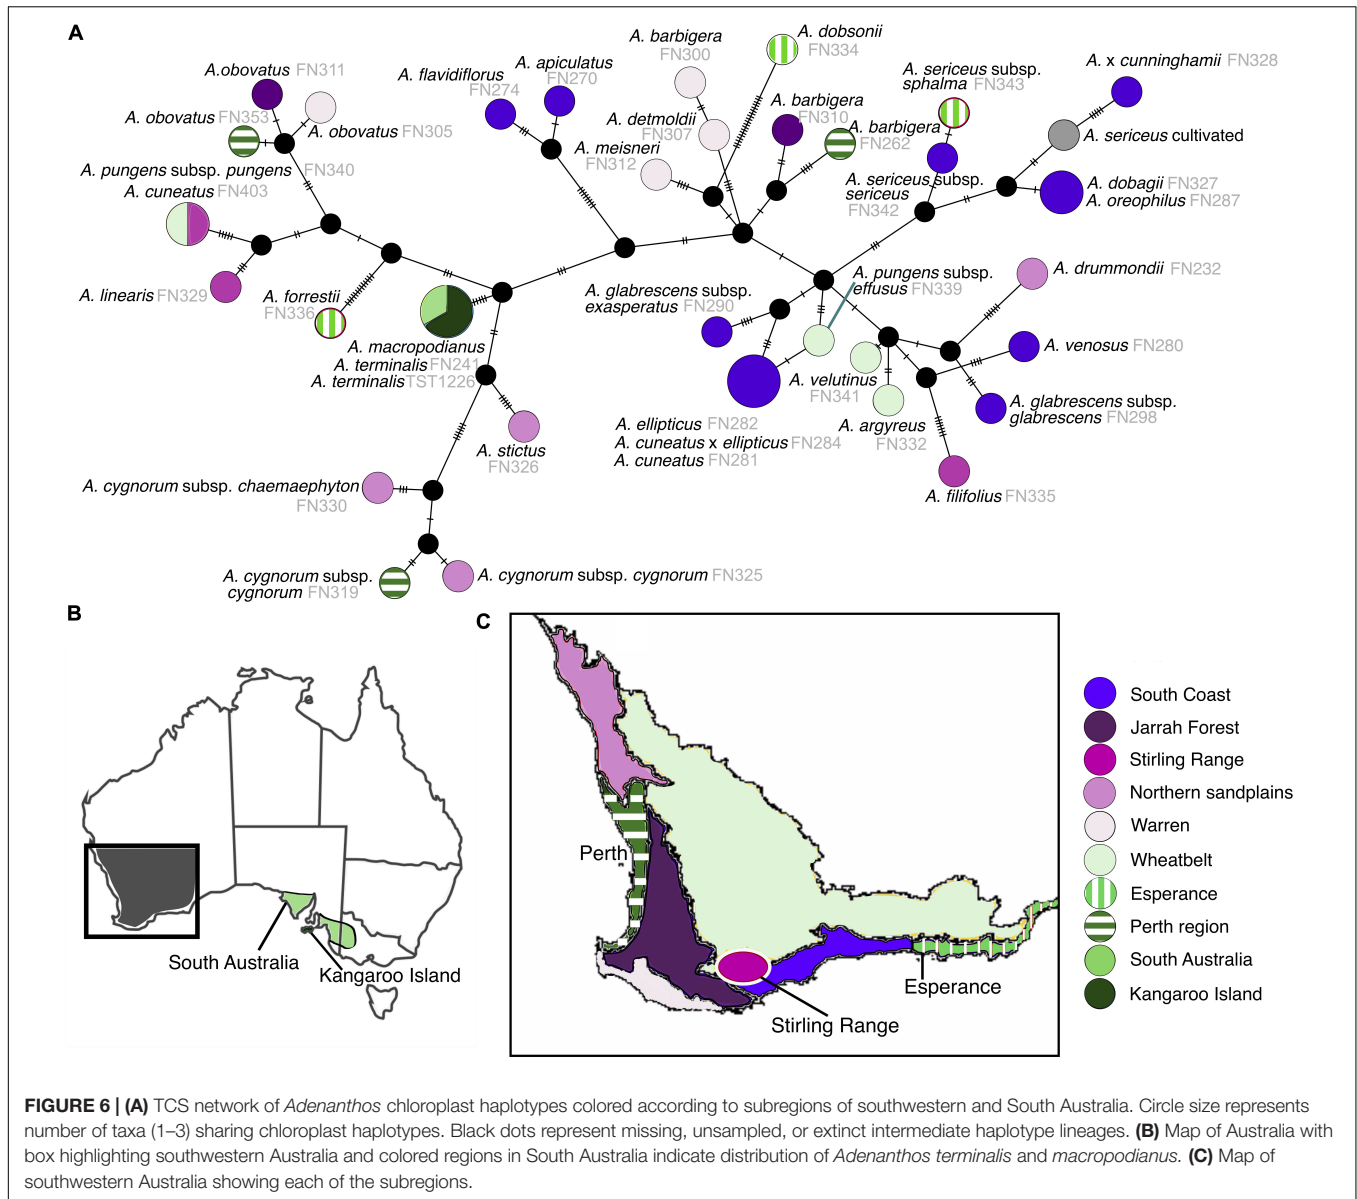 A
A.obovatus FN311
A. obovatus FN353
A. obovatus FN305
A. pungens subsp. pungens FN340
A. cuneatus FN403
A. linearis FN329
A. forrestii
FN336
A. flavidiflorus
FN274
A. apiculatus
FN270
A. barbigera
FN300
A. detmoldii
FN307
A. meisneri
FN312
A. dobsonii
FN334
A. barbigera
FN310
A. barbigera
FN262
A. sericeus subsp.
sphalma FN343
A. sericeus subsp.
sericeus
FN342
A. x cunninghamii FN328
A. sericeus cultivated
A. dobagii FN327
A. oreophilus FN287
A. macropodianus
A. terminalis FN241
A. terminalis TST1226
A. stictus
FN326
A. cygnorum subsp. chaemaephyton
FN330
A. cygnorum subsp.
cygnorum FN319
A. cygnorum subsp. cygnorum FN325
A. glabrescens subsp.
exasperatus FN290
A. pungens subsp.
effusus FN339
A. drummondii FN232
A. venosus FN280
A. velutinus
FN341
A. argyreus
FN332
A. glabrescens subsp.
glabrescens FN298
A. ellipticus FN282
A. cuneatus x ellipticus FN284
A. cuneatus FN281
A. filifolius FN335
B
South Australia
Kangaroo Island
C
Perth
Esperance
Stirling Range
South Coast
Jarrah Forest
Stirling Range
Northern sandplains
Warren
Wheatbelt
Esperance
Perth region
South Australia
Kangaroo Island
FIGURE 6 | (A) TCS network of Adenanthos chloroplast haplotypes colored according to subregions of southwestern and South Australia. Circle size represents
number of taxa (1–3) sharing chloroplast haplotypes. Black dots represent missing, unsampled, or extinct intermediate haplotype lineages. (B) Map of Australia with
box highlighting southwestern Australia and colored regions in South Australia indicate distribution of Adenanthos terminalis and macropodianus. (C) Map of
southwestern Australia showing each of the subregions.